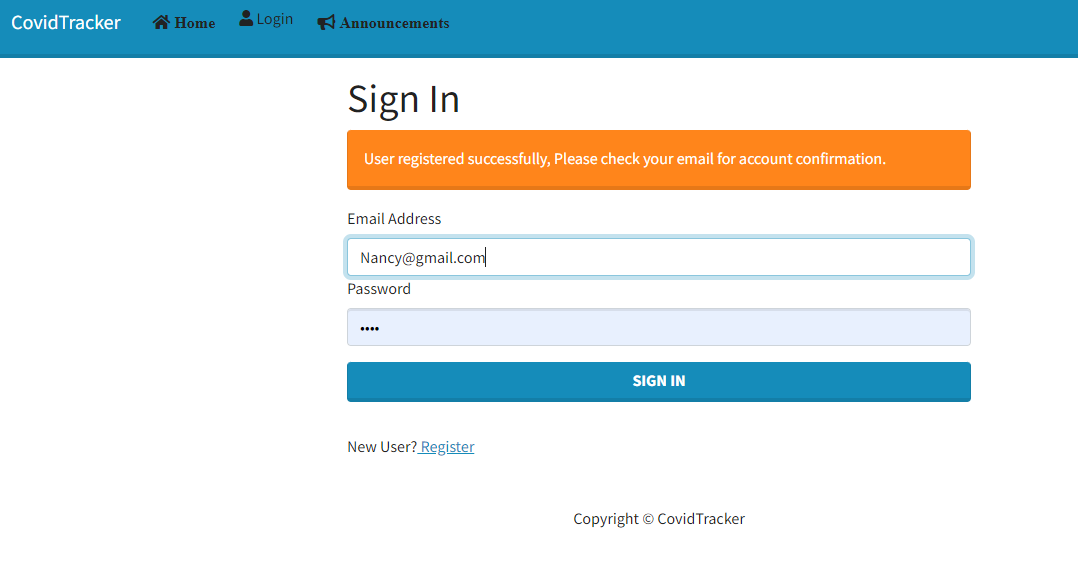 CovidTracker Home Login Announcements
Sign In
User registered successfully, Please check your email for account confirmation.
Email Address
Nancy@gmail.com
Password
••••
SIGN IN
New User? Register
Copyright © CovidTracker